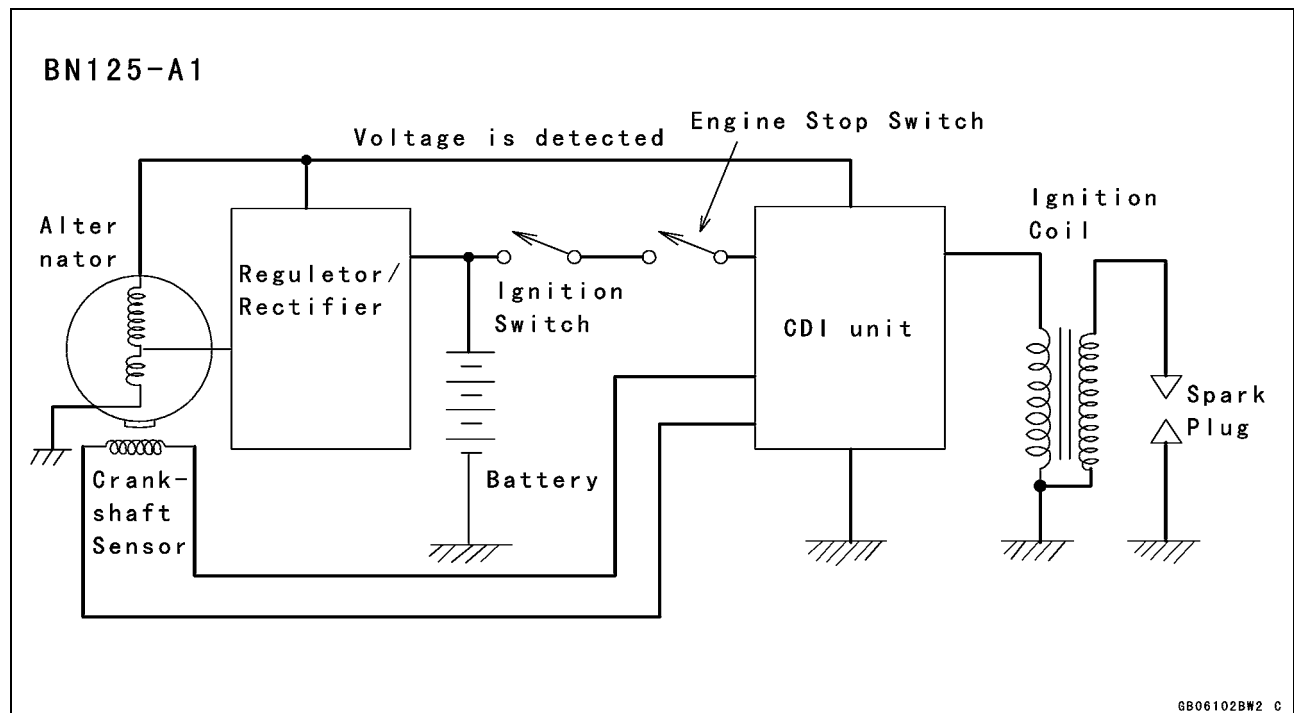 BN125-A1
Voltage is detected
Engine Stop Switch
Alter
nator
Reguletor/
Rectifier
Ignition
Switch
CDI unit
Ignition
Coil
Spark
Plug
Crank-
shaft
Sensor
Battery
GB06102BW2 C